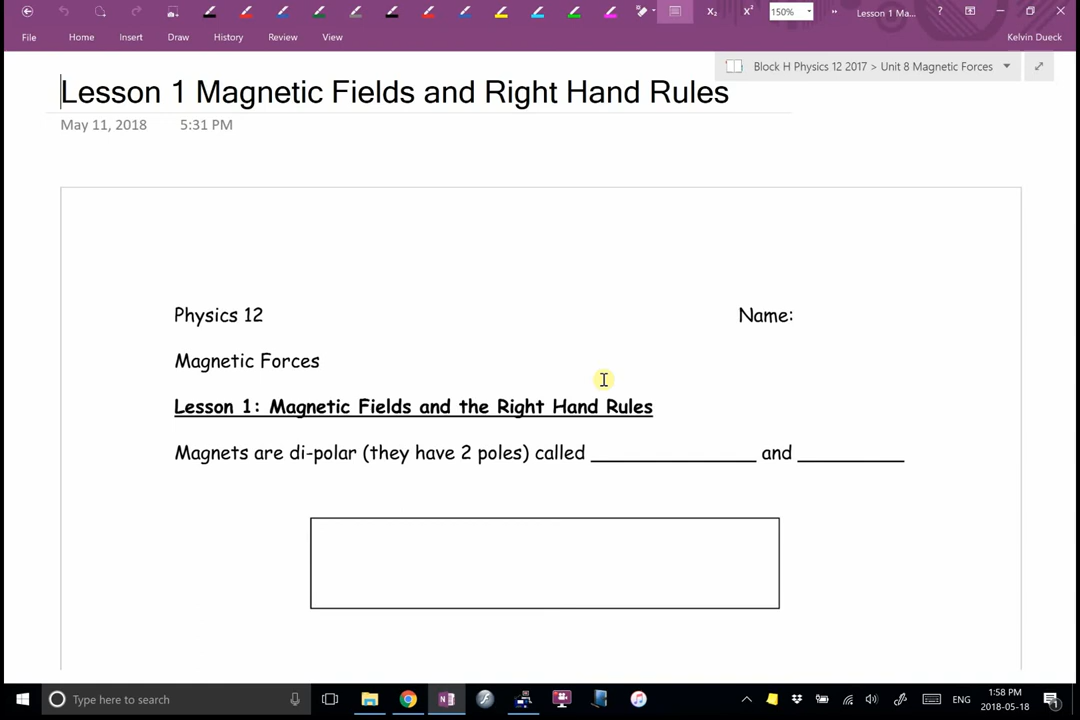 150%
Lesson 1 Ma...
?
File
Home
Insert
Draw
History
Review
View
Kelvin Dueck
Block H Physics 12 2017 > Unit 8 Magnetic Forces
Lesson 1 Magnetic Fields and Right Hand Rules
May 11, 2018 5:31 PM
Physics 12 Name:
Magnetic Forces
Lesson 1: Magnetic Fields and the Right Hand Rules
Magnets are di-polar (they have 2 poles) called _______________ and __________
Type here to search
ENG
1:58 PM
2018-05-18